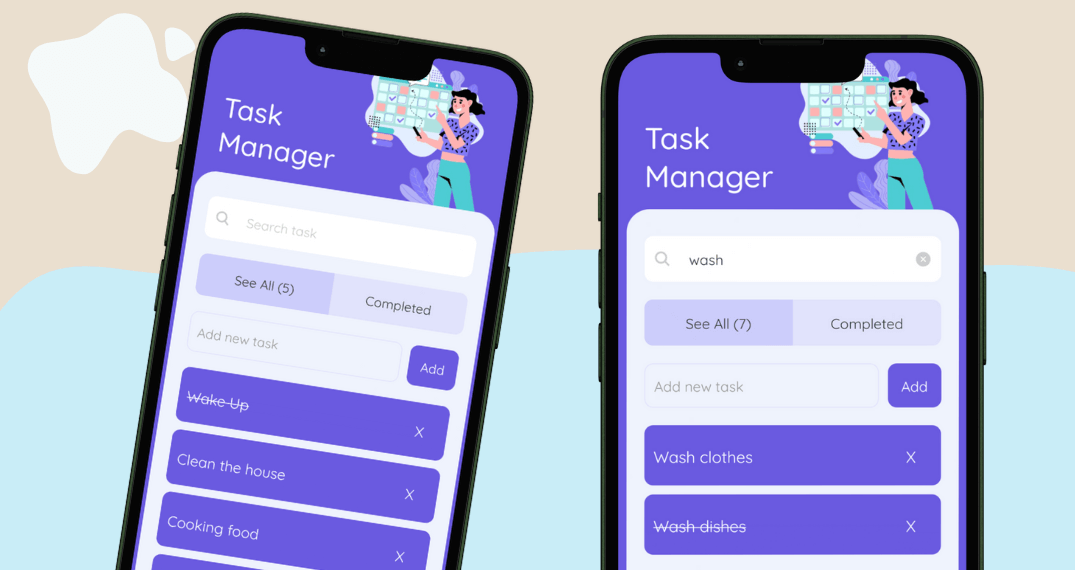 Task
Manager
Search task
See All (5)
Completed
Add new task
Add
Wake Up
X
Clean the house
X
Cooking food
X
Task
Manager
wash
See All (7)
Completed
Add new task
Add
Wash clothes
X
Wash dishes
X